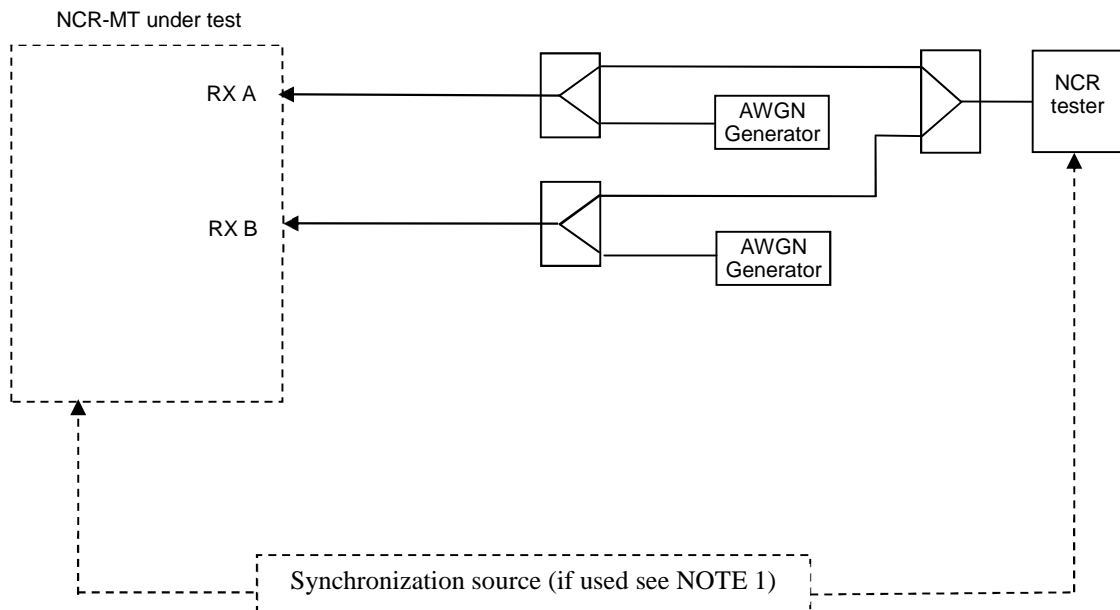 NCR-MT under test
RX A
AWGN
Generator
NCR
tester
RX B
AWGN
Generator
Synchronization source (if used see NOTE 1)